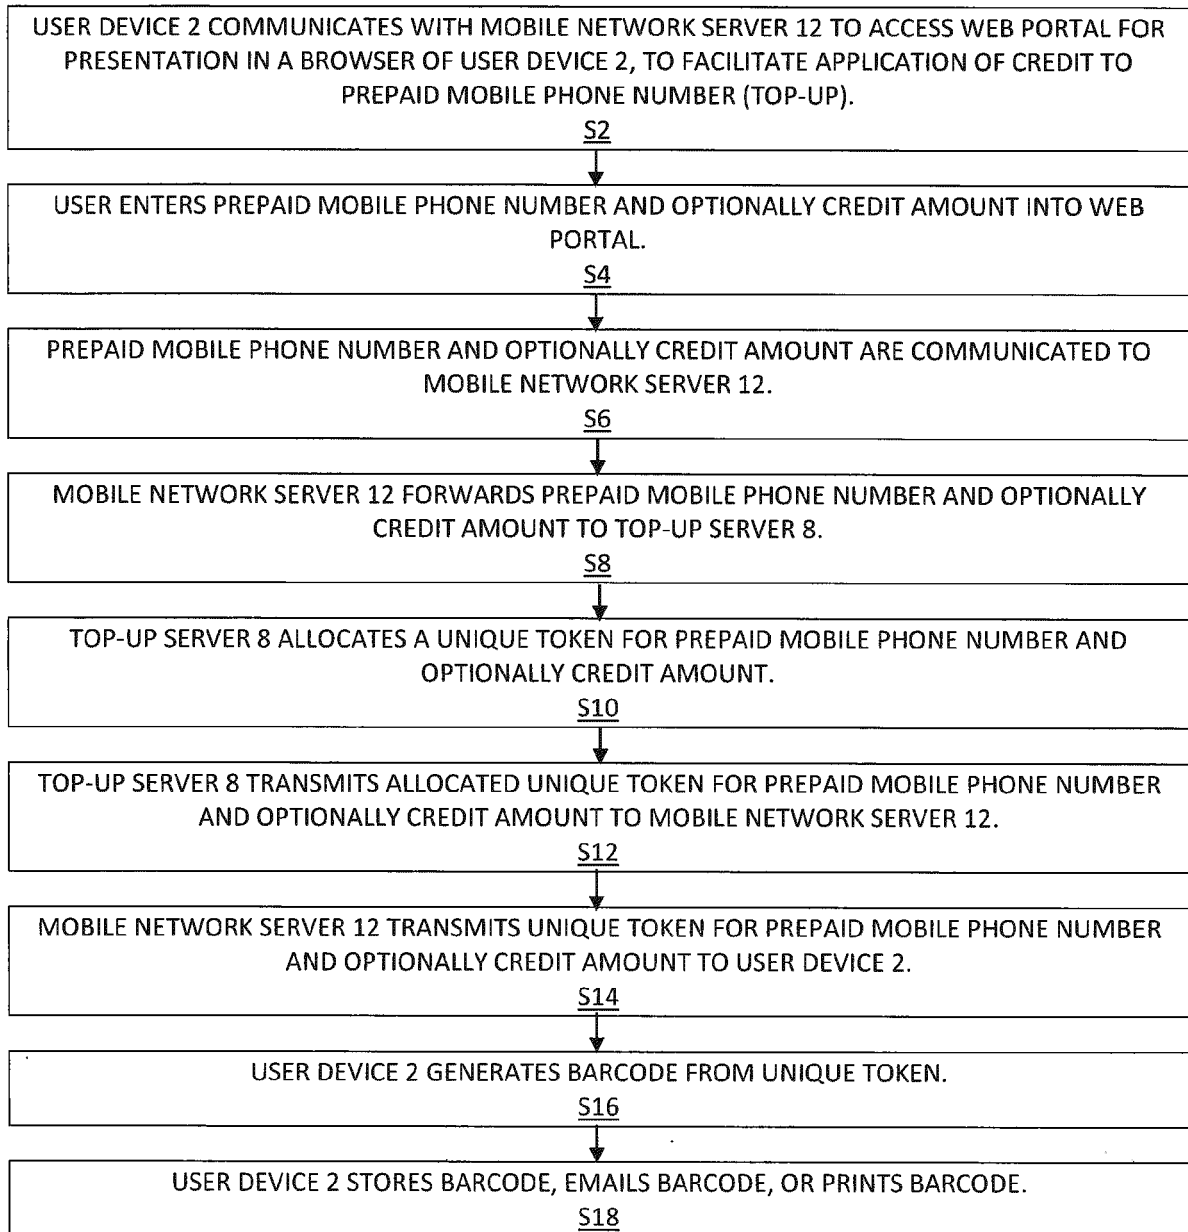 USER DEVICE 2 COMMUNICATES WITH MOBILE NETWORK SERVER 12 TO ACCESS WEB PORTAL FOR
PRESENTATION IN A BROWSER OF USER DEVICE 2, TO FACILITATE APPLICATION OF CREDIT TO
PREPAID MOBILE PHONE NUMBER (TOP-UP).
S2
USER ENTERS PREPAID MOBILE PHONE NUMBER AND OPTIONALLY CREDIT AMOUNT INTO WEB
PORTAL.
S4
PREPAID MOBILE PHONE NUMBER AND OPTIONALLY CREDIT AMOUNT ARE COMMUNICATED TO
MOBILE NETWORK SERVER 12.
S6
MOBILE NETWORK SERVER 12 FORWARDS PREPAID MOBILE PHONE NUMBER AND OPTIONALLY
CREDIT AMOUNT TO TOP-UP SERVER 8.
S8
TOP-UP SERVER 8 ALLOCATES A UNIQUE TOKEN FOR PREPAID MOBILE PHONE NUMBER AND
OPTIONALLY CREDIT AMOUNT.
S10
TOP-UP SERVER 8 TRANSMITS ALLOCATED UNIQUE TOKEN FOR PREPAID MOBILE PHONE NUMBER
AND OPTIONALLY CREDIT AMOUNT TO MOBILE NETWORK SERVER 12.
S12
MOBILE NETWORK SERVER 12 TRANSMITS UNIQUE TOKEN FOR PREPAID MOBILE PHONE NUMBER
AND OPTIONALLY CREDIT AMOUNT TO USER DEVICE 2.
S14
USER DEVICE 2 GENERATES BARCODE FROM UNIQUE TOKEN.
S16
USER DEVICE 2 STORES BARCODE, EMAILS BARCODE, OR PRINTS BARCODE.
S18